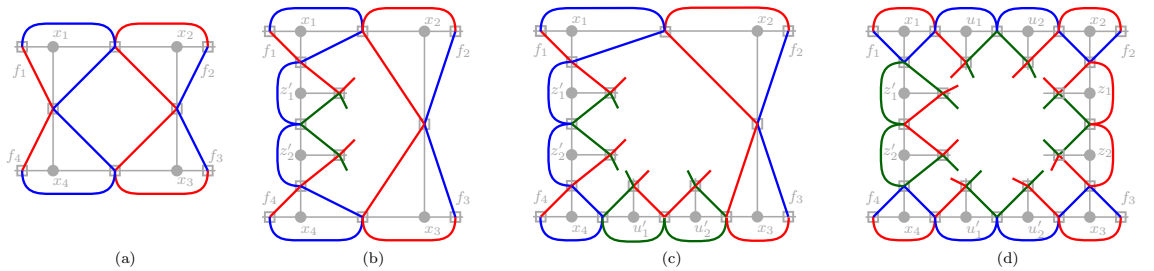 x₁ x₂
f₁ f₂
f₄ f₃
x₄ x₃
(a)
x₁ x₂
f₁ f₂
z′₁
z′₂
f₄ f₃
x₄ x₃
(b)
x₁ x₂
f₁ f₂
z′₁
z′₂
f₄ f₃
x₄ u′₁ u′₂ x₃
(c)
x₁ u₁ u₂ x₂
f₁ f₂
z′₁ z₁
z′₂ z₂
f₄ f₃
x₄ u′₁ u′₂ x₃
(d)